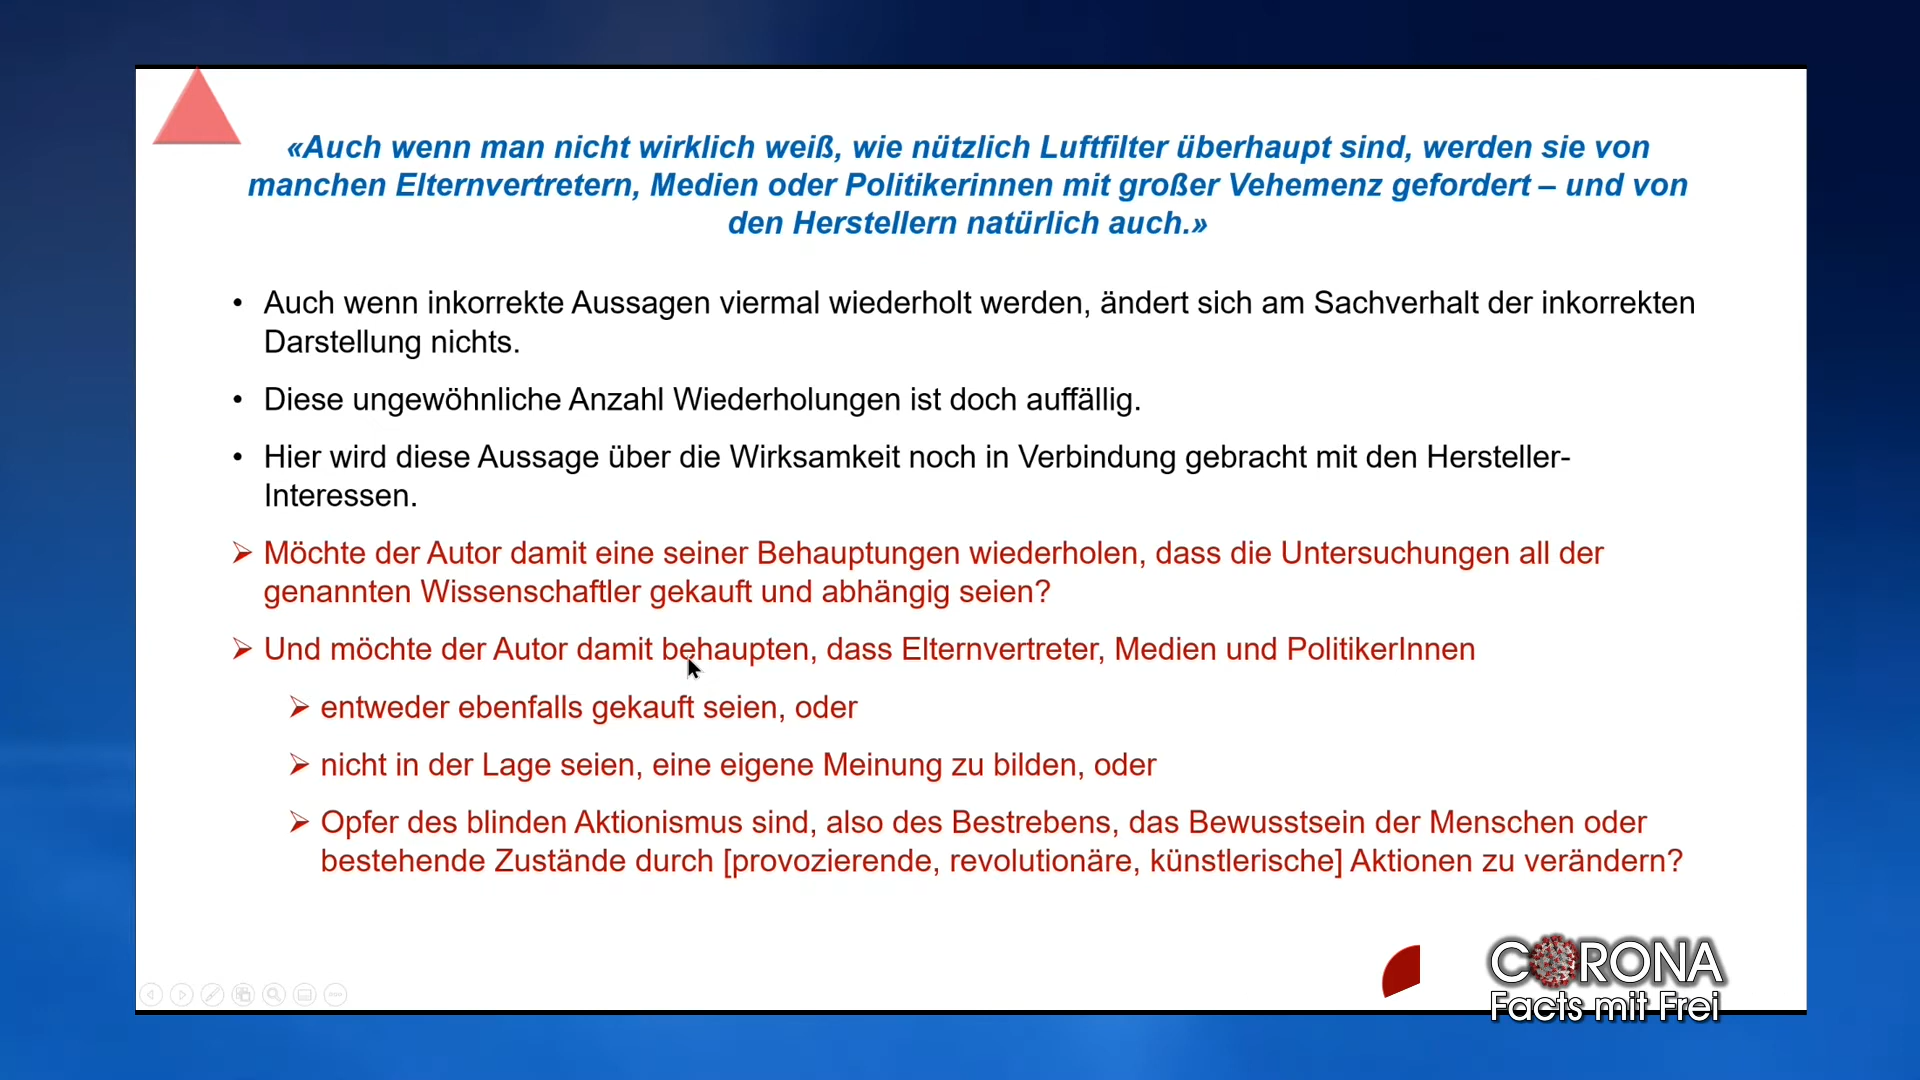 «Auch wenn man nicht wirklich weiß, wie nützlich Luftfilter überhaupt sind, werden sie von
manchen Elternvertretern, Medien oder Politikerinnen mit großer Vehemenz gefordert – und von
den Herstellern natürlich auch.»
• Auch wenn inkorrekte Aussagen viermal wiederholt werden, ändert sich am Sachverhalt der inkorrekten
Darstellung nichts.
• Diese ungewöhnliche Anzahl Wiederholungen ist doch auffällig.
• Hier wird diese Aussage über die Wirksamkeit noch in Verbindung gebracht mit den Hersteller-
Interessen.
➢ Möchte der Autor damit eine seiner Behauptungen wiederholen, dass die Untersuchungen all der
genannten Wissenschaftler gekauft und abhängig seien?
➢ Und möchte der Autor damit behaupten, dass Elternvertreter, Medien und PolitikerInnen
➢ entweder ebenfalls gekauft seien, oder
➢ nicht in der Lage seien, eine eigene Meinung zu bilden, oder
➢ Opfer des blinden Aktionismus sind, also des Bestrebens, das Bewusstsein der Menschen oder
bestehende Zustände durch [provozierende, revolutionäre, künstlerische] Aktionen zu verändern?
CORONA
Facts mit Frei